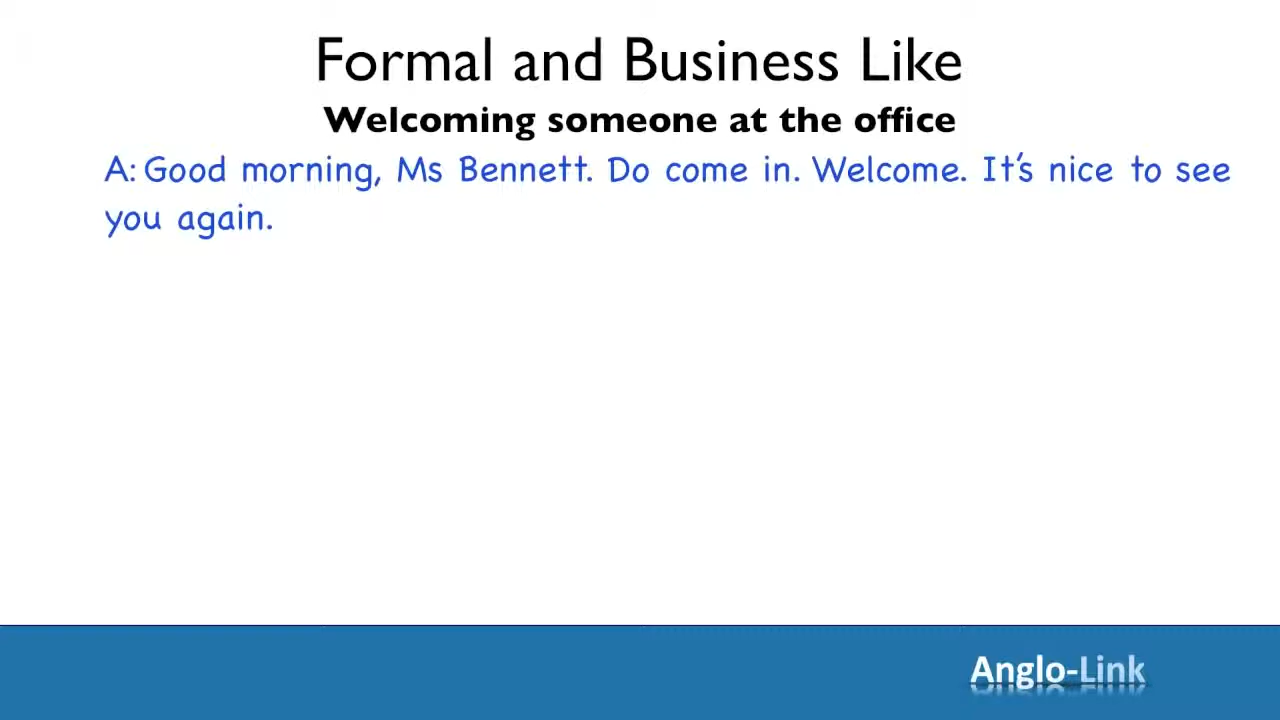 Formal and Business Like
Welcoming someone at the office
A: Good morning, Ms Bennett. Do come in. Welcome. It’s nice to see
you again.
Anglo-Link